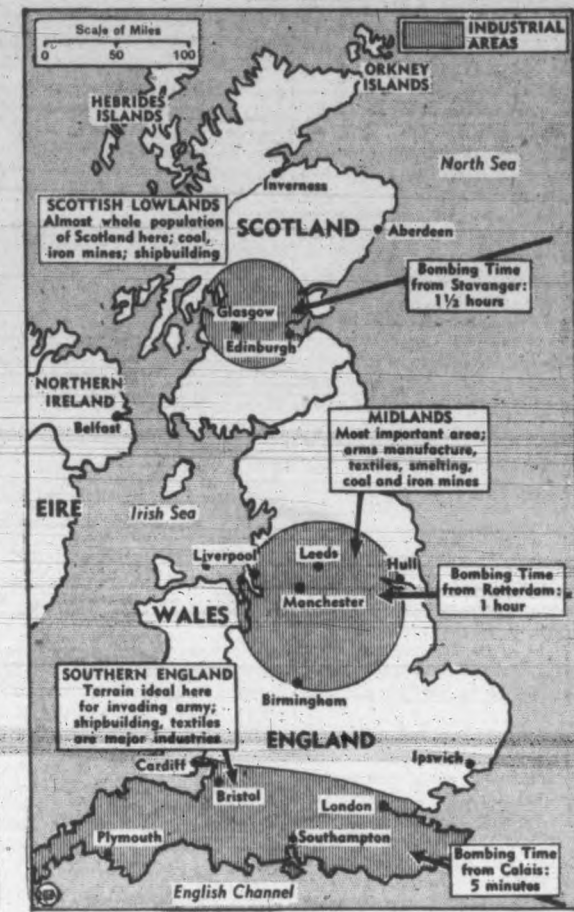 Scale of Miles
0 50 100
INDUSTRIAL
AREAS
ORKNEY
ISLANDS
HEBRIDES
ISLANDS
North Sea
Inverness
SCOTTISH LOWLANDS
Almost whole population
of Scotland here; coal,
iron mines; shipbuilding
SCOTLAND
Aberdeen
Bombing Time
from Stavanger:
1½ hours
Glasgow
Edinburgh
NORTHERN
IRELAND
Belfast
MIDLANDS
Most important area;
arms manufacture,
textiles, smelting,
coal and iron mines
EIRE
Irish Sea
Liverpool
Leeds
Hull
Manchester
Bombing Time
from Rotterdam:
1 hour
WALES
SOUTHERN ENGLAND
Terrain ideal here
for invading army;
shipbuilding, textiles
are major industries
Birmingham
ENGLAND
Ipswich
Cardiff
Bristol
London
Plymouth
Southampton
Bombing Time
from Calais:
5 minutes
English Channel